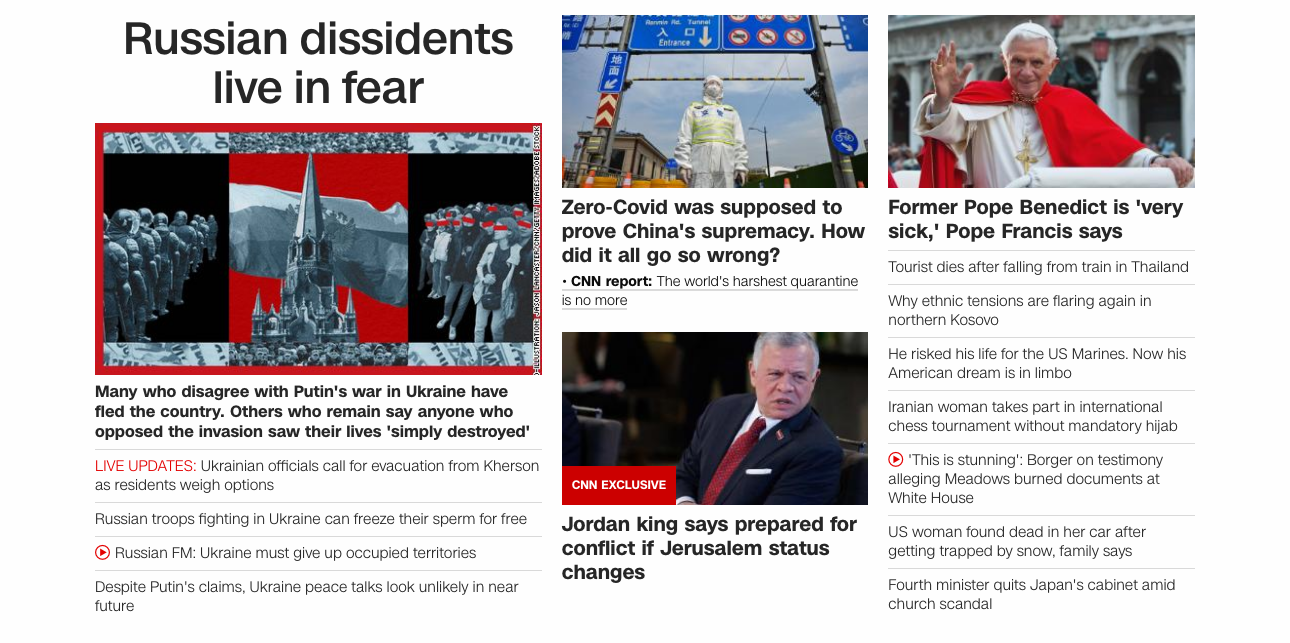 Russian dissidents
live in fear
ILLUSTRATION: JASON LANCASTER/CNN/GETTY IMAGES/ADOBE STOCK
Many who disagree with Putin's war in Ukraine have
fled the country. Others who remain say anyone who
opposed the invasion saw their lives 'simply destroyed'
LIVE UPDATES: Ukrainian officials call for evacuation from Kherson
as residents weigh options
Russian troops fighting in Ukraine can freeze their sperm for free
Russian FM: Ukraine must give up occupied territories
Despite Putin's claims, Ukraine peace talks look unlikely in near
future
Renmin Rd. Tunnel
入口
Entrance
地面
Zero-Covid was supposed to
prove China's supremacy. How
did it all go so wrong?
• CNN report: The world's harshest quarantine
is no more
CNN EXCLUSIVE
Jordan king says prepared for
conflict if Jerusalem status
changes
Former Pope Benedict is 'very
sick,' Pope Francis says
Tourist dies after falling from train in Thailand
Why ethnic tensions are flaring again in
northern Kosovo
He risked his life for the US Marines. Now his
American dream is in limbo
Iranian woman takes part in international
chess tournament without mandatory hijab
'This is stunning': Borger on testimony
alleging Meadows burned documents at
White House
US woman found dead in her car after
getting trapped by snow, family says
Fourth minister quits Japan's cabinet amid
church scandal